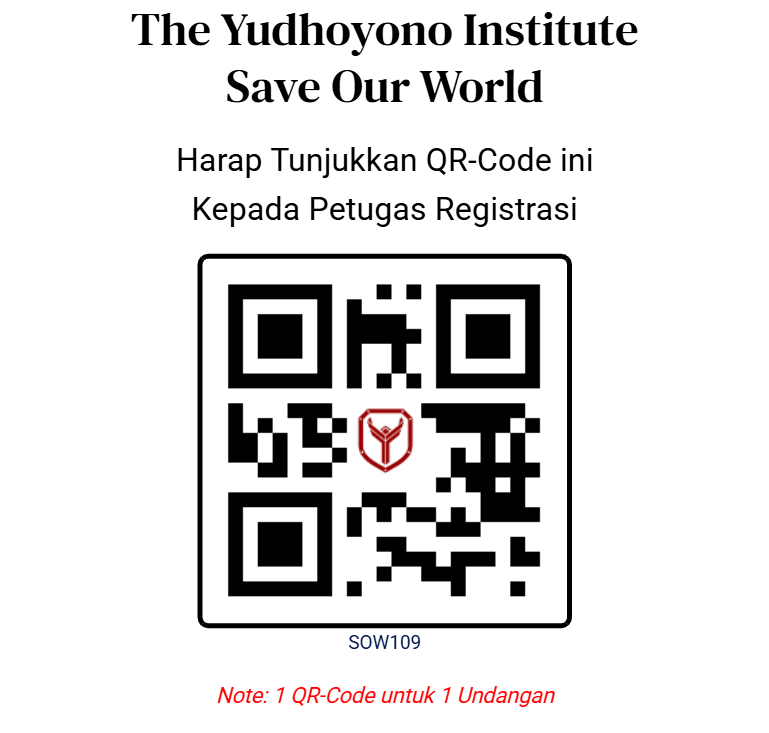 The Yudhoyono Institute
Save Our World
Harap Tunjukkan QR-Code ini
Kepada Petugas Registrasi
SOW109
Note: 1 QR-Code untuk 1 Undangan